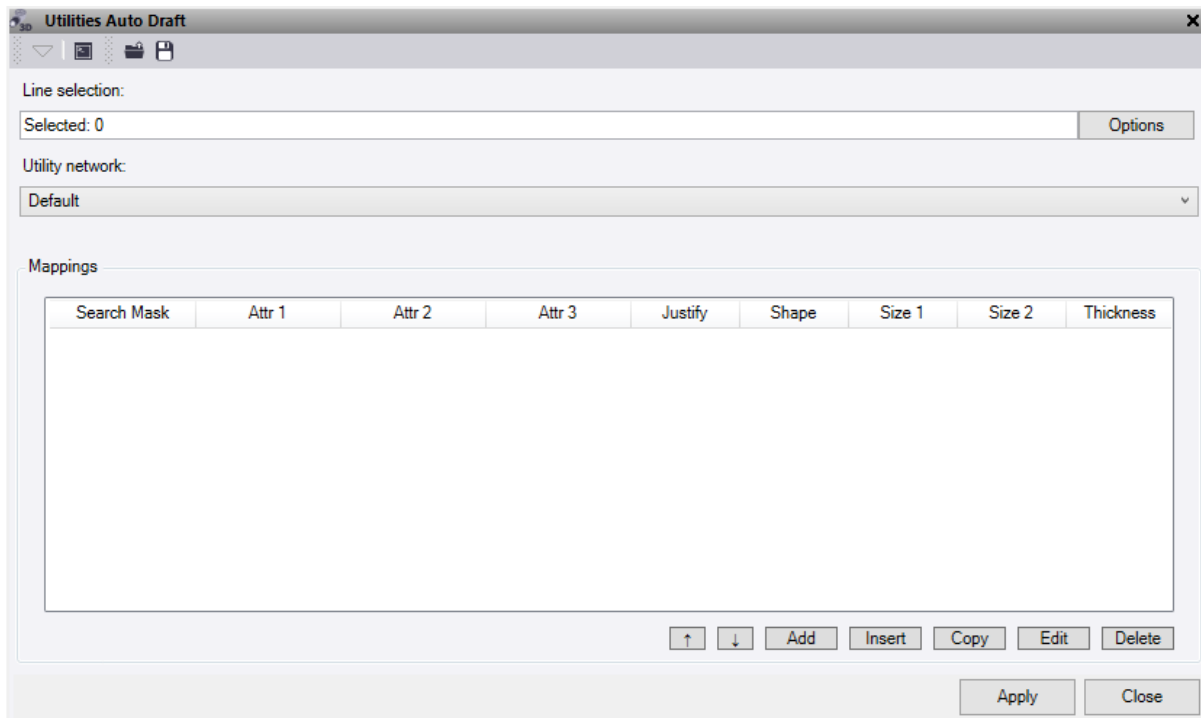 3D Utilities Auto Draft
Line selection:
Selected: 0 Options
Utility network:
Default
Mappings
Search Mask Attr 1 Attr 2 Attr 3 Justify Shape Size 1 Size 2 Thickness
↑ ↓ Add Insert Copy Edit Delete
Apply Close